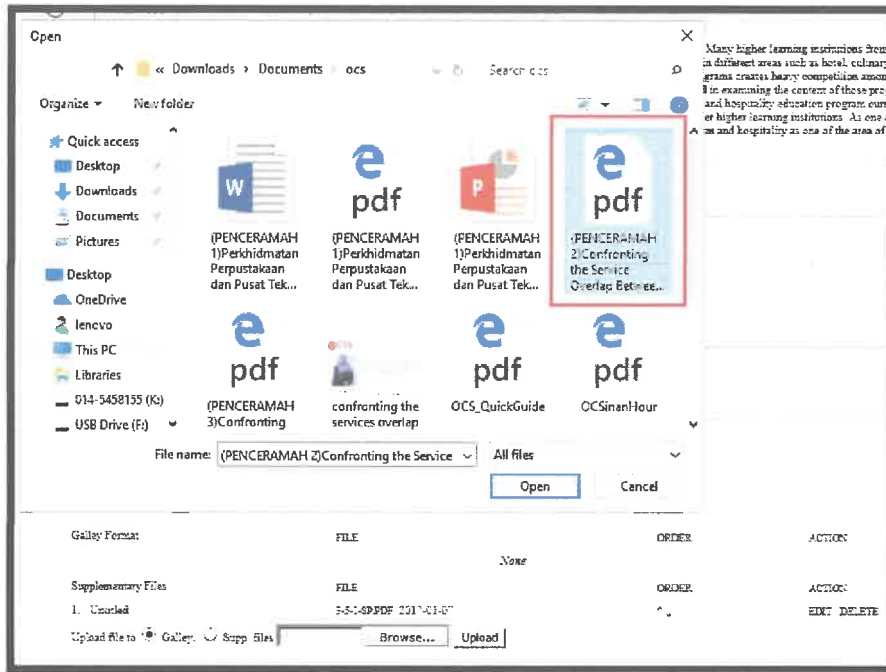 Open
« Downloads › Documents › ocs
Search ocs
Organize
New folder
Quick access
Desktop
Downloads
Documents
Pictures
Desktop
OneDrive
lenovo
This PC
Libraries
014-5458155 (K:)
USB Drive (F:)
W
(PENCERAMAH
1)Perkhidmatan
Perpustakaan
dan Pusat Tek...
e
pdf
(PENCERAMAH
1)Perkhidmatan
Perpustakaan
dan Pusat Tek...
P
(PENCERAMAH
1)Perkhidmatan
Perpustakaan
dan Pusat Tek...
e
pdf
(PENCERAMAH
2)Confronting
the Service
Overlap Betwee...
e
pdf
(PENCERAMAH
3)Confronting
confronting the
services overlap
e
pdf
OCS_QuickGuide
e
pdf
OCSinanHour
File name: (PENCERAMAH 2)Confronting the Service
All files
Open
Cancel
Many higher learning institutions from
in different areas such as hotel, culinary
grams creates heavy competition among
in examining the content of those prog
and hospitality education program
higher learning institutions. As one
and hospitality as one of the area of
Galley Format FILE ORDER ACTION
None
Supplementary Files FILE ORDER ACTION
1. Untitled EDIT DELETE
Upload file to Galley, Supp. files Browse... Upload